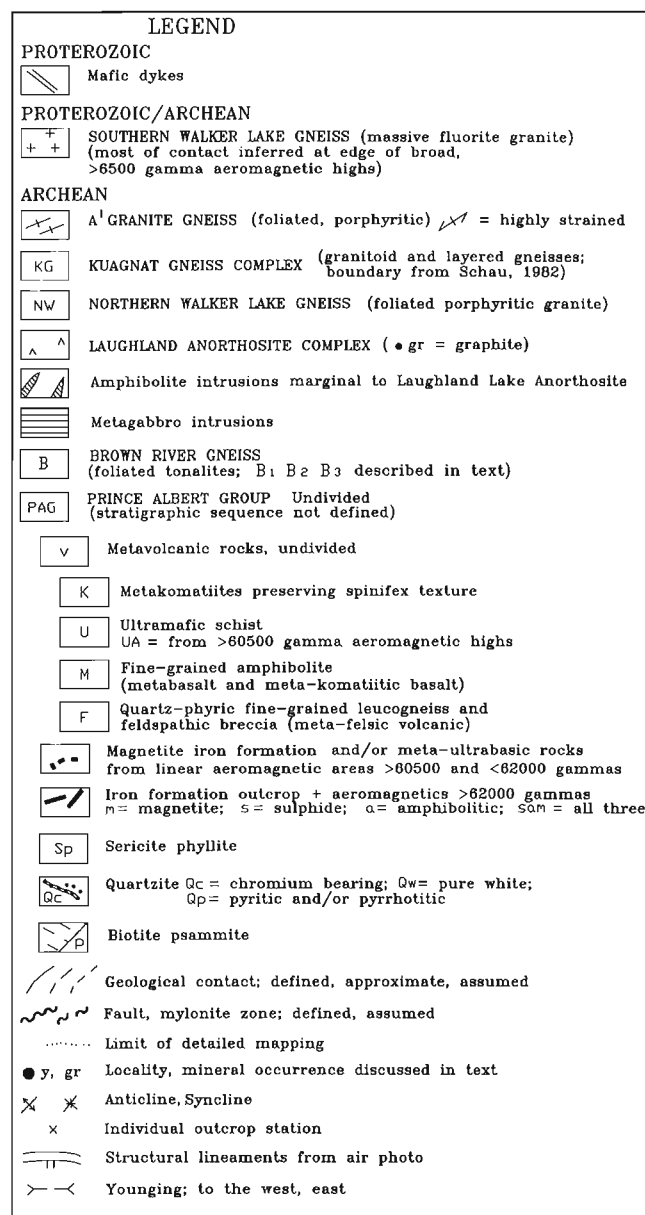 LEGEND
PROTEROZOIC
Mafic dykes
PROTEROZOIC/ARCHEAN
SOUTHERN WALKER LAKE GNEISS (massive fluorite granite)
(most of contact inferred at edge of broad,
>6500 gamma aeromagnetic highs)
ARCHEAN
A' GRANITE GNEISS (foliated, porphyritic) = highly strained
KG KUAGNAT GNEISS COMPLEX (granitoid and layered gneisses;
boundary from Schau, 1982)
NW NORTHERN WALKER LAKE GNEISS (foliated porphyritic granite)
LAUGHLAND ANORTHOSITE COMPLEX ( • gr = graphite)
Amphibolite intrusions marginal to Laughland Lake Anorthosite
Metagabbro intrusions
B BROWN RIVER GNEISS
(foliated tonalites; B1 B2 B3 described in text)
PAG PRINCE ALBERT GROUP Undivided
(stratigraphic sequence not defined)
v Metavolcanic rocks, undivided
K Metakomatiites preserving spinifex texture
U Ultramafic schist
UA = from >60500 gamma aeromagnetic highs
M Fine-grained amphibolite
(metabasalt and meta-komatiitic basalt)
F Quartz-phyric fine-grained leucogneiss and
feldspathic breccia (meta-felsic volcanic)
Magnetite iron formation and/or meta-ultrabasic rocks
from linear aeromagnetic areas >60500 and <62000 gammas
Iron formation outcrop + aeromagnetics >62000 gammas
m= magnetite; s= sulphide; a= amphibolitic; sam = all three
Sp Sericite phyllite
Qc Quartzite Qc = chromium bearing; Qw= pure white;
Qp= pyritic and/or pyrrhotitic
P Biotite psammite
Geological contact; defined, approximate, assumed
Fault, mylonite zone; defined, assumed
Limit of detailed mapping
● y, gr Locality, mineral occurrence discussed in text
Anticline, Syncline
x Individual outcrop station
Structural lineaments from air photo
Younging; to the west, east